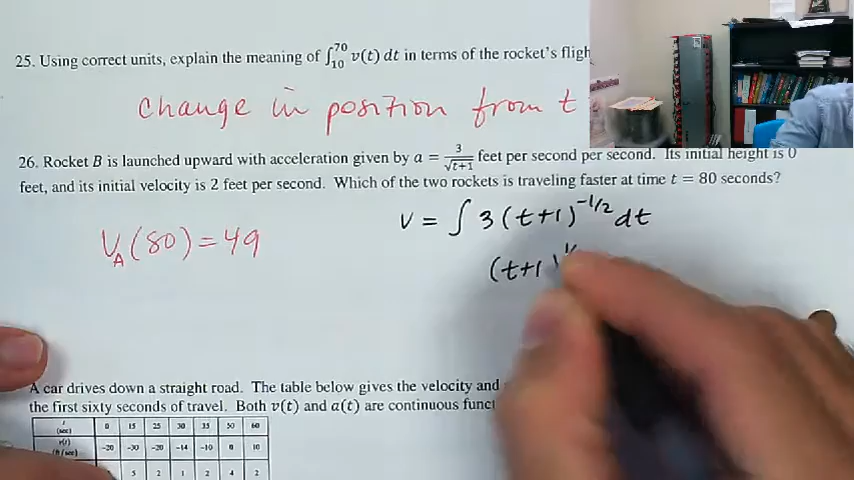 25. Using correct units, explain the meaning of ∫₁₀⁷⁰ v(t) dt in terms of the rocket's fligh
change in position from t
26. Rocket B is launched upward with acceleration given by a = 3/√(t+1) feet per second per second. Its initial height is 0
feet, and its initial velocity is 2 feet per second. Which of the two rockets is traveling faster at time t = 80 seconds?
v = ∫ 3 (t+1)^(-1/2) dt
V_A (80) = 49
(t+1)
A car drives down a straight road. The table below gives the velocity and
the first sixty seconds of travel. Both v(t) and a(t) are continuous funct
t (sec) 0 15 25 30 35 50 60
v(t) (ft/sec) -20 -30 -20 -14 -10 0 10
5 2 1 2 4 2